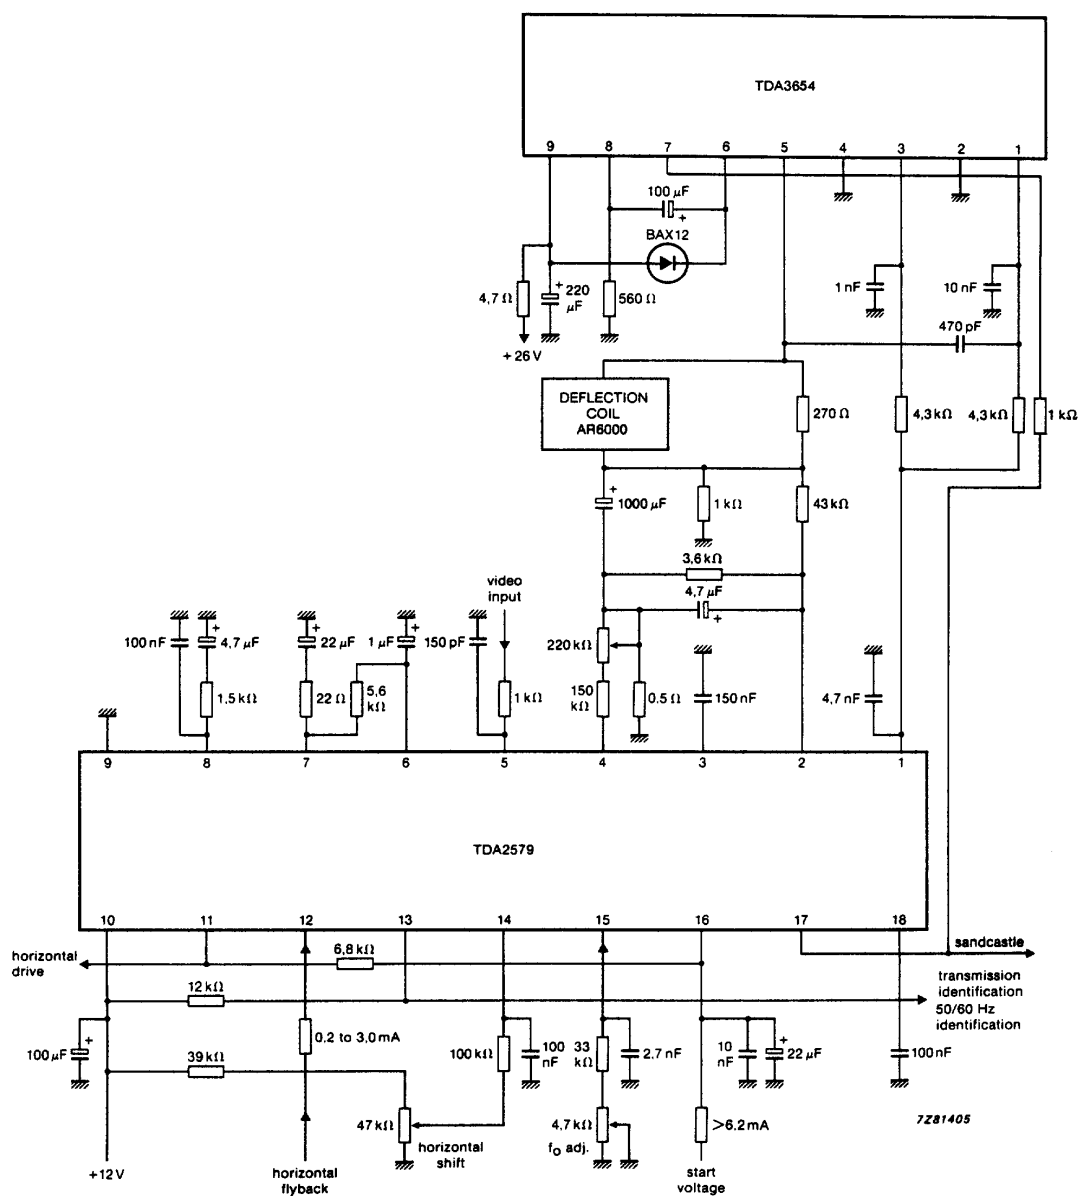 TDA3654
9 8 7 6 5 4 3 2 1
100 µF
+
BAX12
4,7 Ω
+
220
µF
560 Ω
1 nF
10 nF
470 pF
+ 26 V
DEFLECTION
COIL
AR6000
270 Ω
4,3 kΩ
4,3 kΩ
1 kΩ
+
1000 µF
1 kΩ
43 kΩ
3,6 kΩ
4,7 µF
+
video
input
100 nF
+
4,7 µF
+
22 µF
1 µF
+
150 pF
220 kΩ
1,5 kΩ
22 Ω
5,6
kΩ
1 kΩ
150
kΩ
0.5 Ω
150 nF
4,7 nF
9 8 7 6 5 4 3 2 1
TDA2579
10 11 12 13 14 15 16 17 18
horizontal
drive
6,8 kΩ
sandcastle
12 kΩ
transmission
identification
50/60 Hz
identification
100 µF
+
39 kΩ
0.2 to 3,0 mA
100 kΩ
100
nF
33
kΩ
2.7 nF
10
nF
+
22 µF
100 nF
47 kΩ
horizontal
shift
4,7 kΩ
fO adj.
>6.2 mA
7Z81405
+12 V
horizontal
flyback
start
voltage